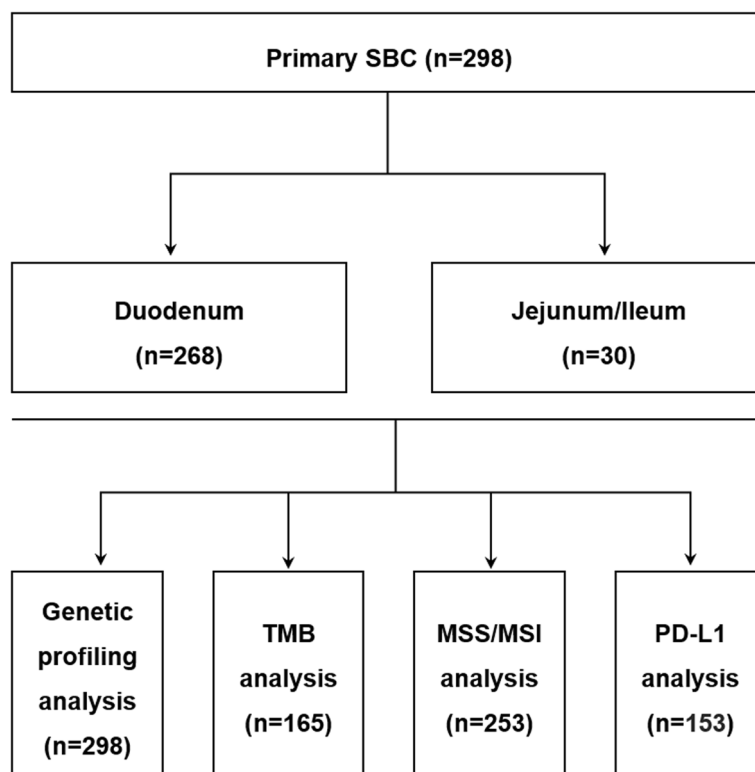 Primary SBC (n=298)
Duodenum
(n=268)
Jejunum/Ileum
(n=30)
Genetic
profiling
analysis
(n=298)
TMB
analysis
(n=165)
MSS/MSI
analysis
(n=253)
PD-L1
analysis
(n=153)